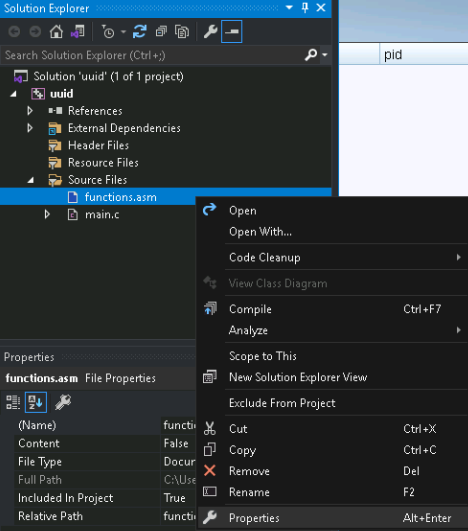 Solution Explorer
Search Solution Explorer (Ctrl+;)
pid
Solution 'uuid' (1 of 1 project)
uuid
References
External Dependencies
Header Files
Resource Files
Source Files
functions.asm
main.c
Open
Open With...
Code Cleanup
View Class Diagram
Compile Ctrl+F7
Analyze
Scope to This
New Solution Explorer View
Exclude From Project
Cut Ctrl+X
Copy Ctrl+C
Remove Del
Rename F2
Properties Alt+Enter
Properties
functions.asm File Properties
(Name) functi
Content False
File Type Docur
Full Path C:\Use
Included In Project True
Relative Path functi